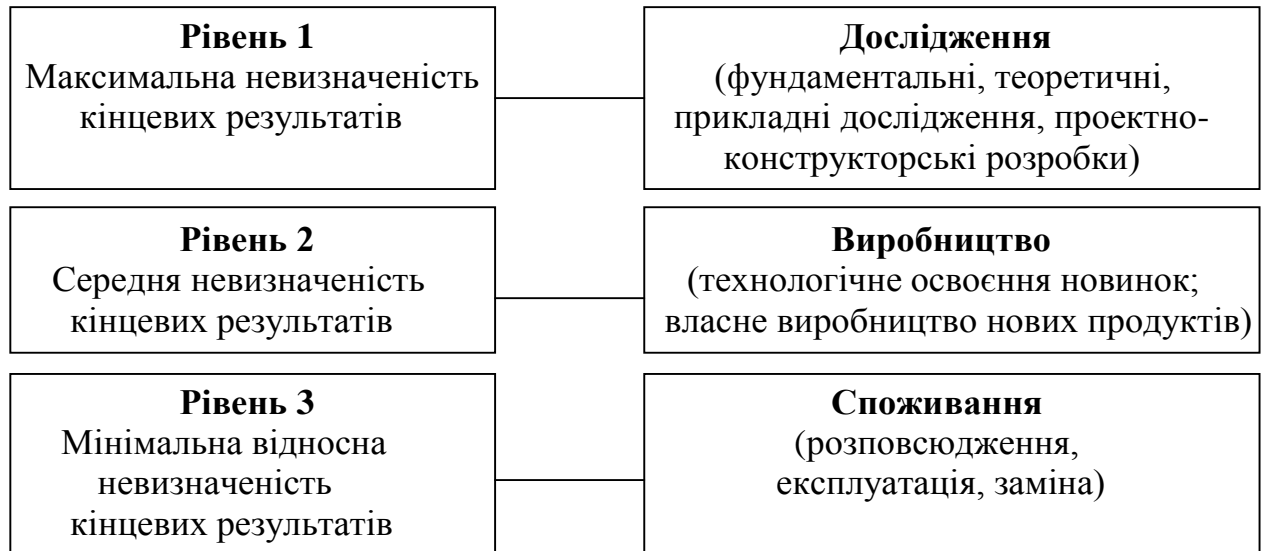 Рівень 1
Максимальна невизначеність
кінцевих результатів
Дослідження
(фундаментальні, теоретичні,
прикладні дослідження, проектно-
конструкторські розробки)
Рівень 2
Середня невизначеність
кінцевих результатів
Виробництво
(технологічне освоєння новинок;
власне виробництво нових продуктів)
Рівень 3
Мінімальна відносна
невизначеність
кінцевих результатів
Споживання
(розповсюдження,
експлуатація, заміна)